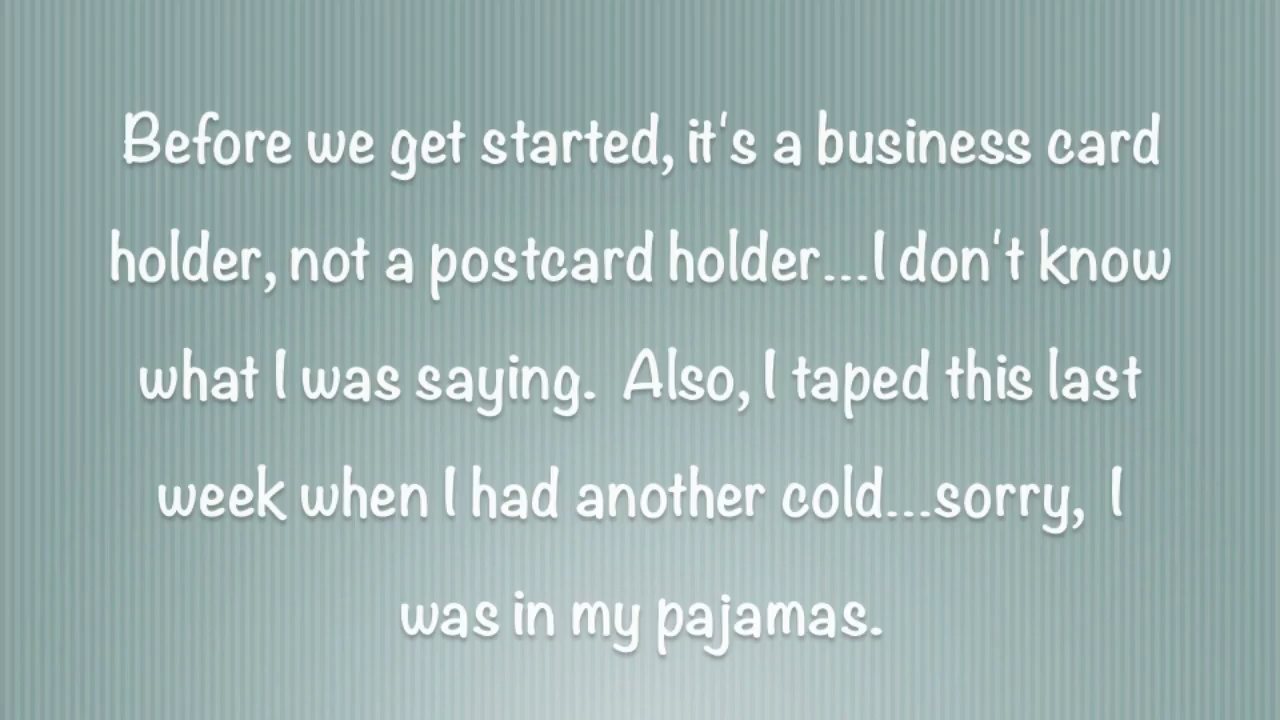 Before we get started, it's a business card
holder, not a postcard holder...I don't know
what I was saying.  Also, I taped this last
week when I had another cold...sorry,  I
was in my pajamas.